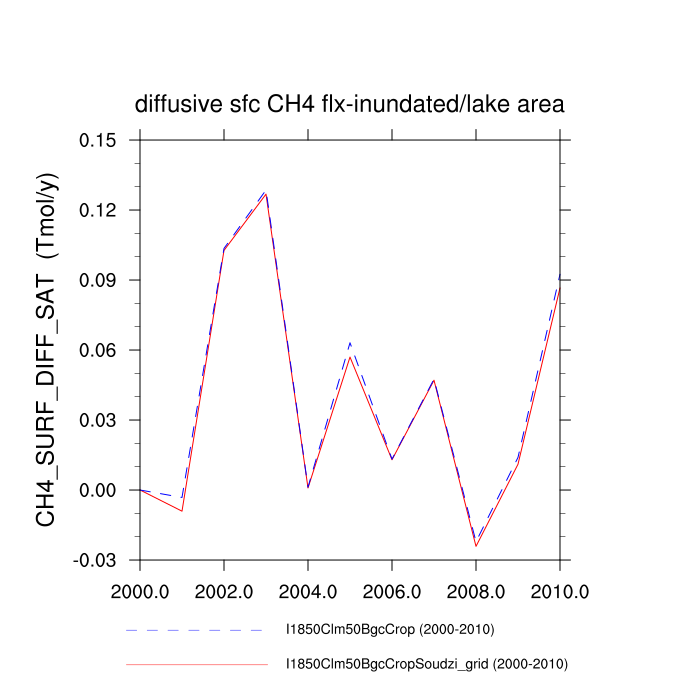 diffusive sfc CH4 flx-inundated/lake area
CH4_SURF_DIFF_SAT (Tmol/y)
0.15
0.12
0.09
0.06
0.03
0.00
-0.03
2000.0 2002.0 2004.0 2006.0 2008.0 2010.0
I1850Clm50BgcCrop (2000-2010)
I1850Clm50BgcCropSoudzi_grid (2000-2010)